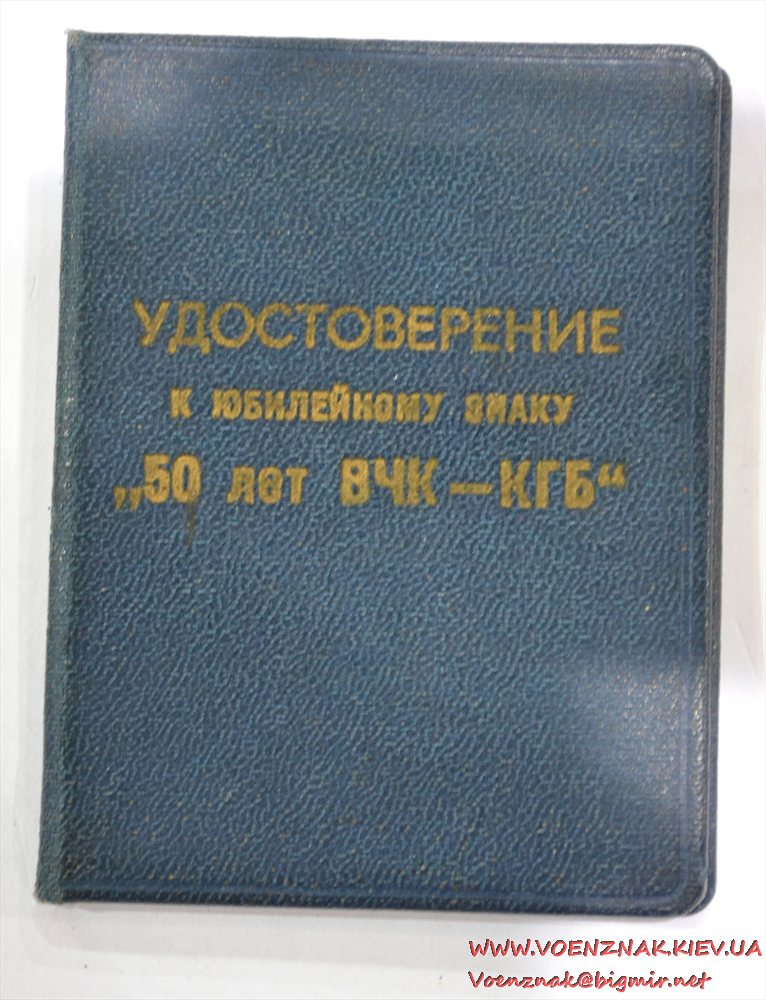 УДОСТОВЕРЕНИЕ
К ЮБИЛЕЙНОМУ ЗНАКУ
„50 лет ВЧК—КГБ“
WWW.VOENZNAK.KIEV.UA
Voenznak@bigmir.net